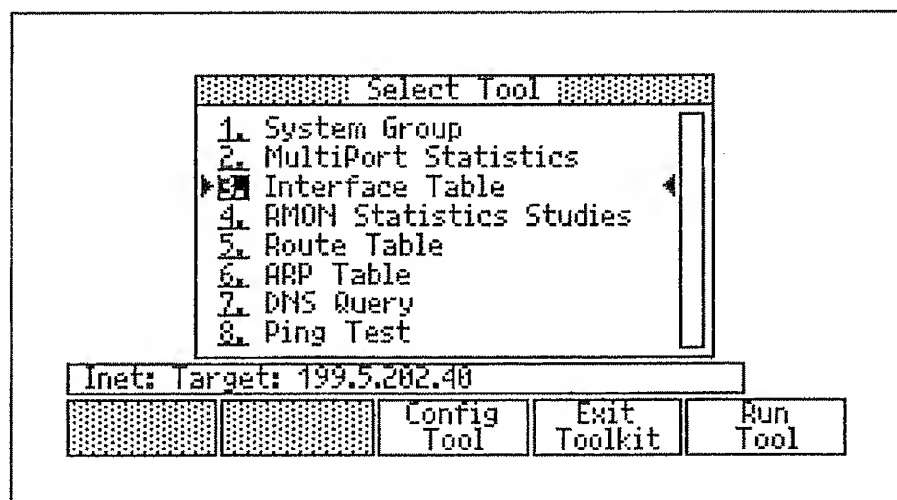 Select Tool
1. System Group
2. MultiPort Statistics
3. Interface Table
4. RMON Statistics Studies
5. Route Table
6. ARP Table
7. DNS Query
8. Ping Test
Inet: Target: 199.5.202.40
Config Tool
Exit Toolkit
Run Tool